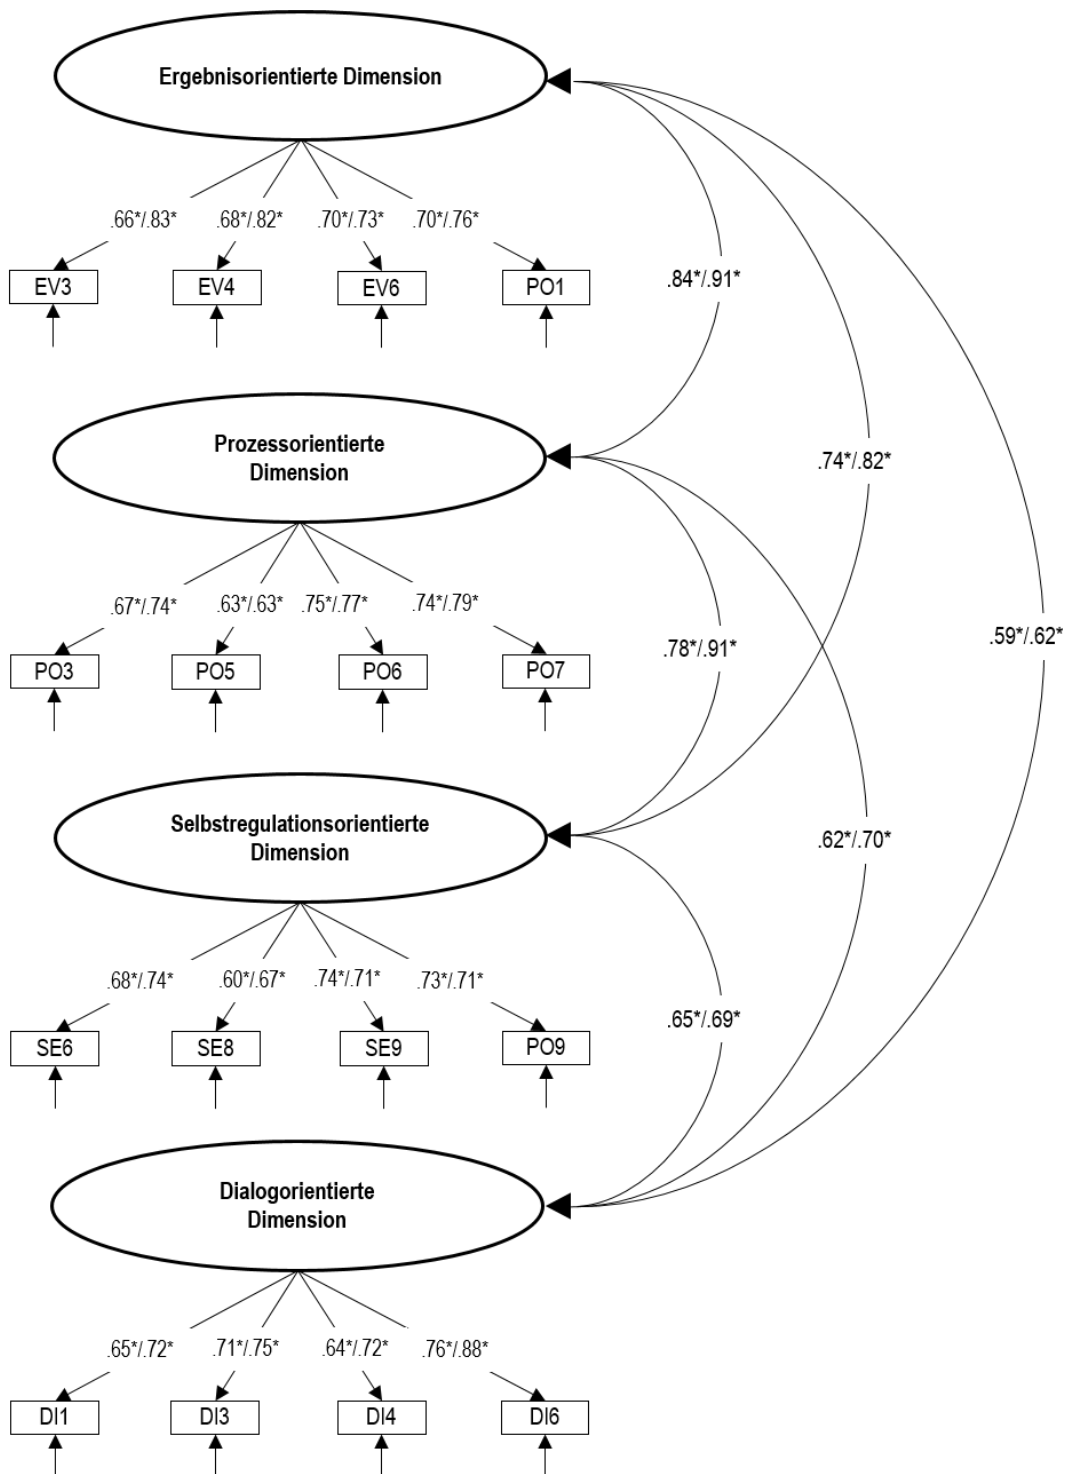 Ergebnisorientierte Dimension
.66*/.83*
.68*/.82*
.70*/.73*
.70*/.76*
EV3
EV4
EV6
PO1
.84*/.91*
Prozessorientierte
Dimension
.74*/.82*
.67*/.74*
.63*/.63*
.75*/.77*
.74*/.79*
.78*/.91*
.59*/.62*
PO3
PO5
PO6
PO7
Selbstregulationsorientierte
Dimension
.62*/.70*
.68*/.74*
.60*/.67*
.74*/.71*
.73*/.71*
.65*/.69*
SE6
SE8
SE9
PO9
Dialogorientierte
Dimension
.65*/.72*
.71*/.75*
.64*/.72*
.76*/.88*
DI1
DI3
DI4
DI6